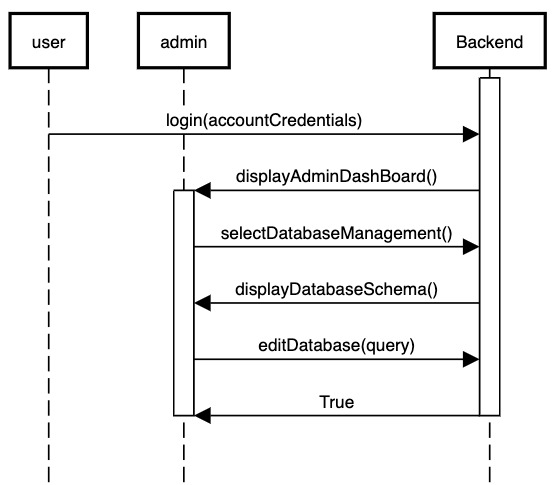 user
admin
Backend
login(accountCredentials)
displayAdminDashBoard()
selectDatabaseManagement()
displayDatabaseSchema()
editDatabase(query)
True